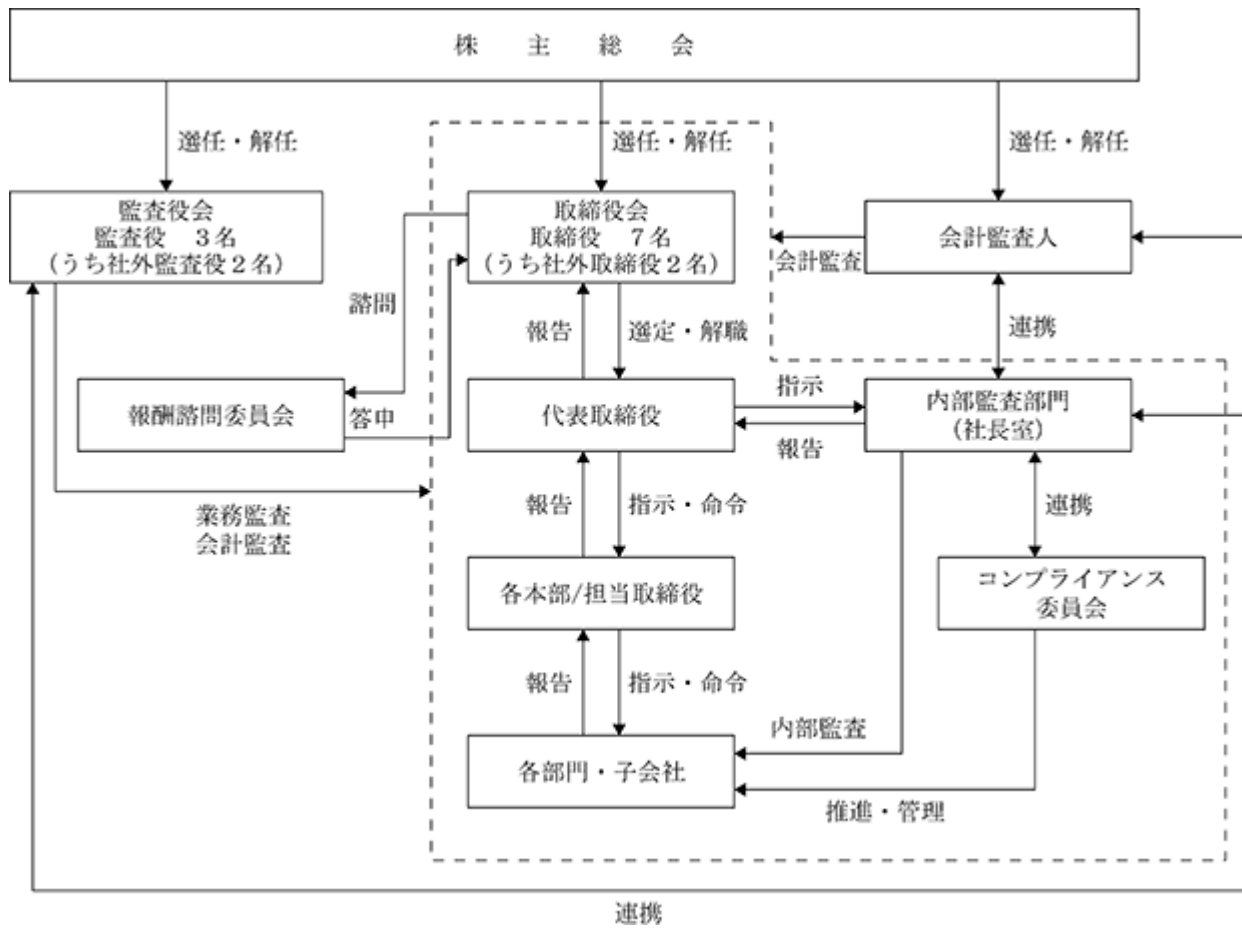 株主総会
選任・解任
選任・解任
選任・解任
監査役会
監査役　3名
(うち社外監査役2名)
取締役会
取締役　7名
(うち社外取締役2名)
会計監査人
会計監査
諮問
報告
選定・解職
連携
報酬諮問委員会
答申
代表取締役
指示
報告
内部監査部門
(社長室)
業務監査
会計監査
報告
指示・命令
連携
各本部/担当取締役
コンプライアンス
委員会
報告
指示・命令
内部監査
各部門・子会社
推進・管理
連携